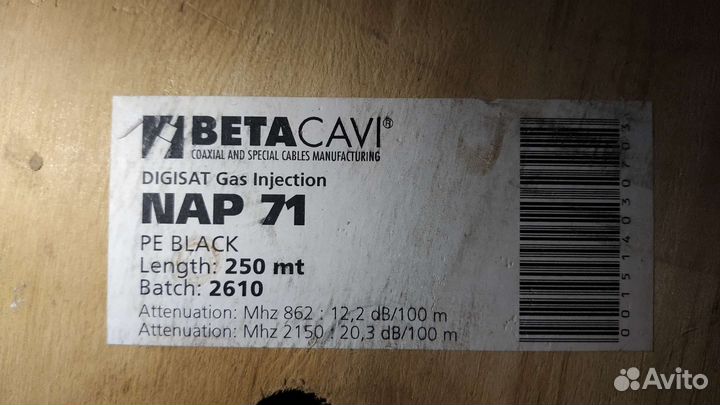 BETACAVI®
COAXIAL AND SPECIAL CABLES MANUFACTURING
DIGISAT Gas Injection
NAP 71
PE BLACK
Length: 250 mt
Batch: 2610
Attenuation: Mhz 862 : 12,2 dB/100 m
Attenuation: Mhz 2150 : 20,3 dB/100 m
001514030703
Avito